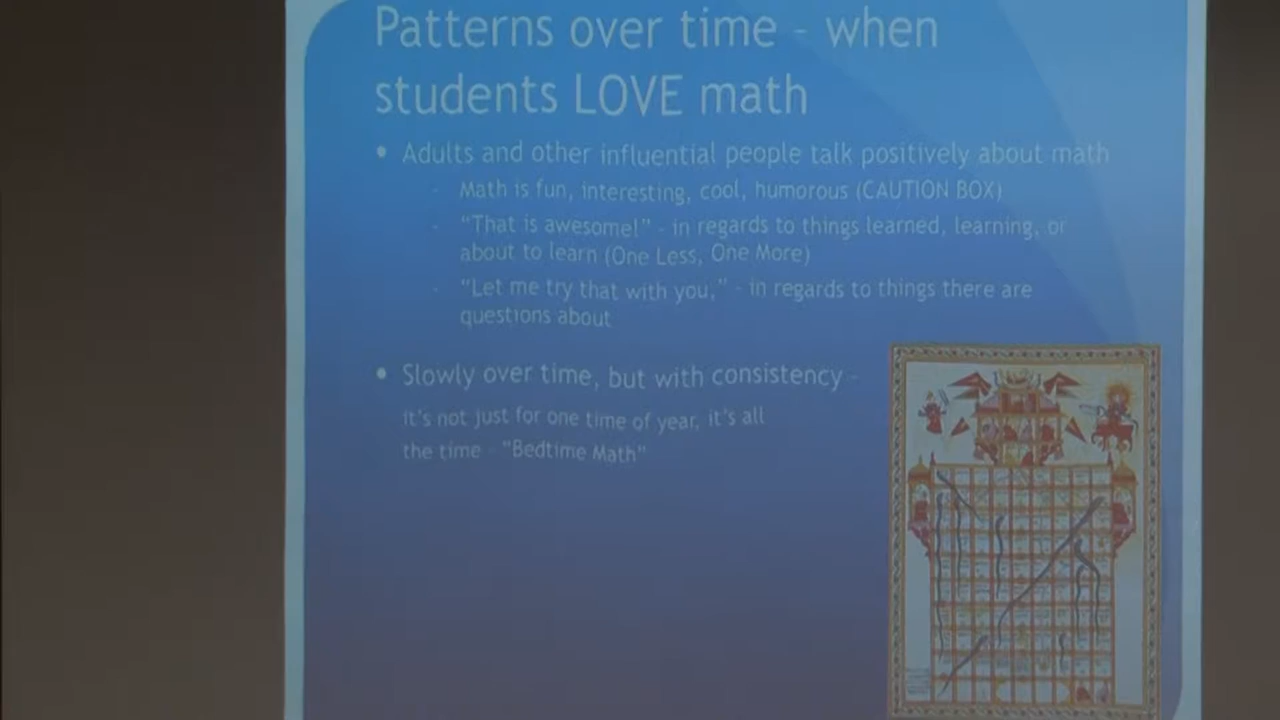 Patterns over time - when
students LOVE math
• Adults and other influential people talk positively about math
- Math is fun, interesting, cool, humorous (CAUTION BOX)
- "That is awesome!" - in regards to things learned, learning, or
about to learn (One Less, One More)
- "Let me try that with you," - in regards to things there are
questions about
• Slowly over time, but with consistency -
it's not just for one time of year, it's all
the time - "Bedtime Math"